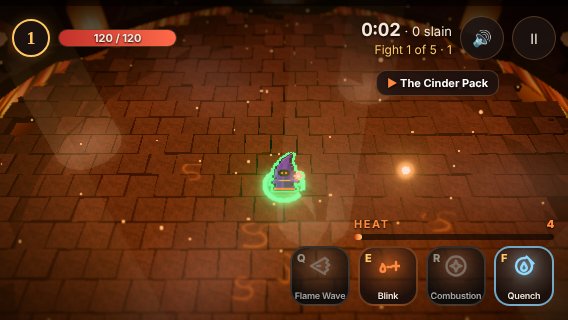 1
120 / 120
0:02 · 0 slain
Fight 1 of 5 · 1
▶ The Cinder Pack
HEAT 4
Q
Flame Wave
E
Blink
R
Combustion
F
Quench